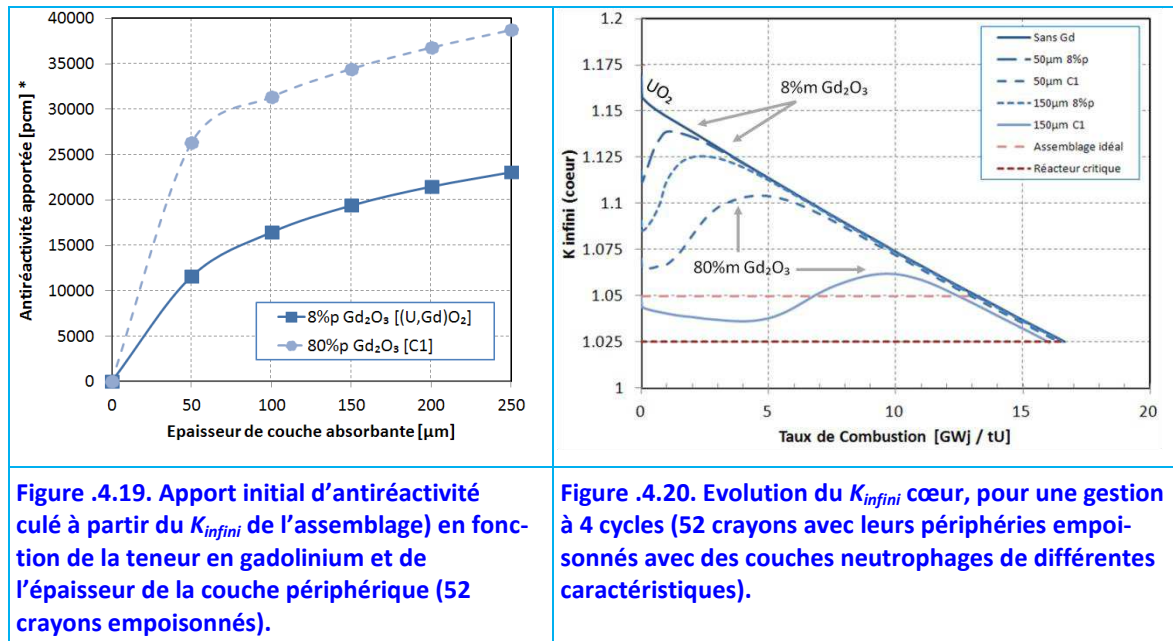 40000
35000
30000
25000
20000
15000
10000
5000
0
Antiréactivité apportée [pcm] *
8%p Gd₂O₃ [(U,Gd)O₂]
80%p Gd₂O₃ [C1]
0 50 100 150 200 250
Epaisseur de couche absorbante [µm]
1.2
1.175
1.15
1.125
1.1
1.075
1.05
1.025
1
K infini (coeur)
UO₂
8%m Gd₂O₃
80%m Gd₂O₃
Sans Gd
50µm 8%p
50µm C1
150µm 8%p
150µm C1
Assemblage idéal
Réacteur critique
0 5 10 15 20
Taux de Combustion [GWj / tU]
Figure .4.19. Apport initial d’antiréactivité
culé à partir du Kinfini de l’assemblage) en fonc-
tion de la teneur en gadolinium et de
l’épaisseur de la couche périphérique (52
crayons empoisonnés).
Figure .4.20. Evolution du Kinfini cœur, pour une gestion
à 4 cycles (52 crayons avec leurs périphéries empoi-
sonnés avec des couches neutrophages de différentes
caractéristiques).